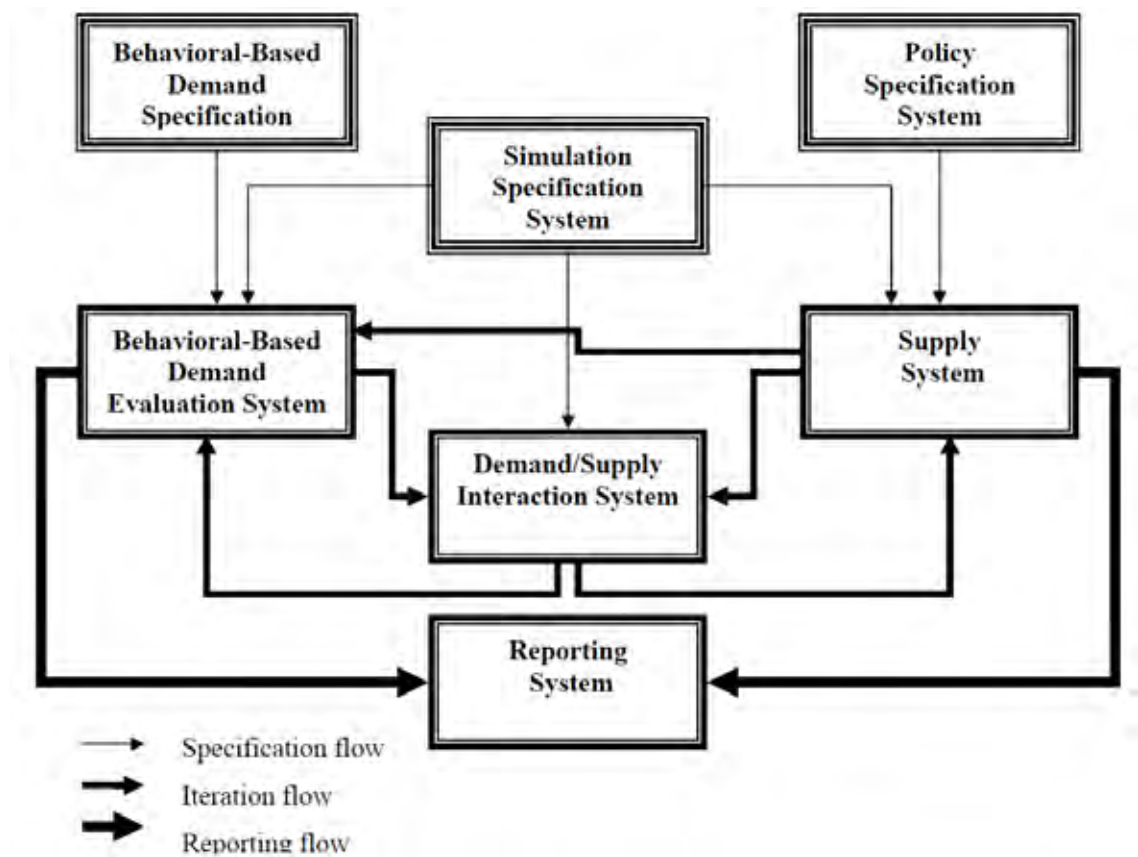 Behavioral-Based
Demand
Specification
Policy
Specification
System
Simulation
Specification
System
Behavioral-Based
Demand
Evaluation System
Supply
System
Demand/Supply
Interaction System
Reporting
System
Specification flow
Iteration flow
Reporting flow